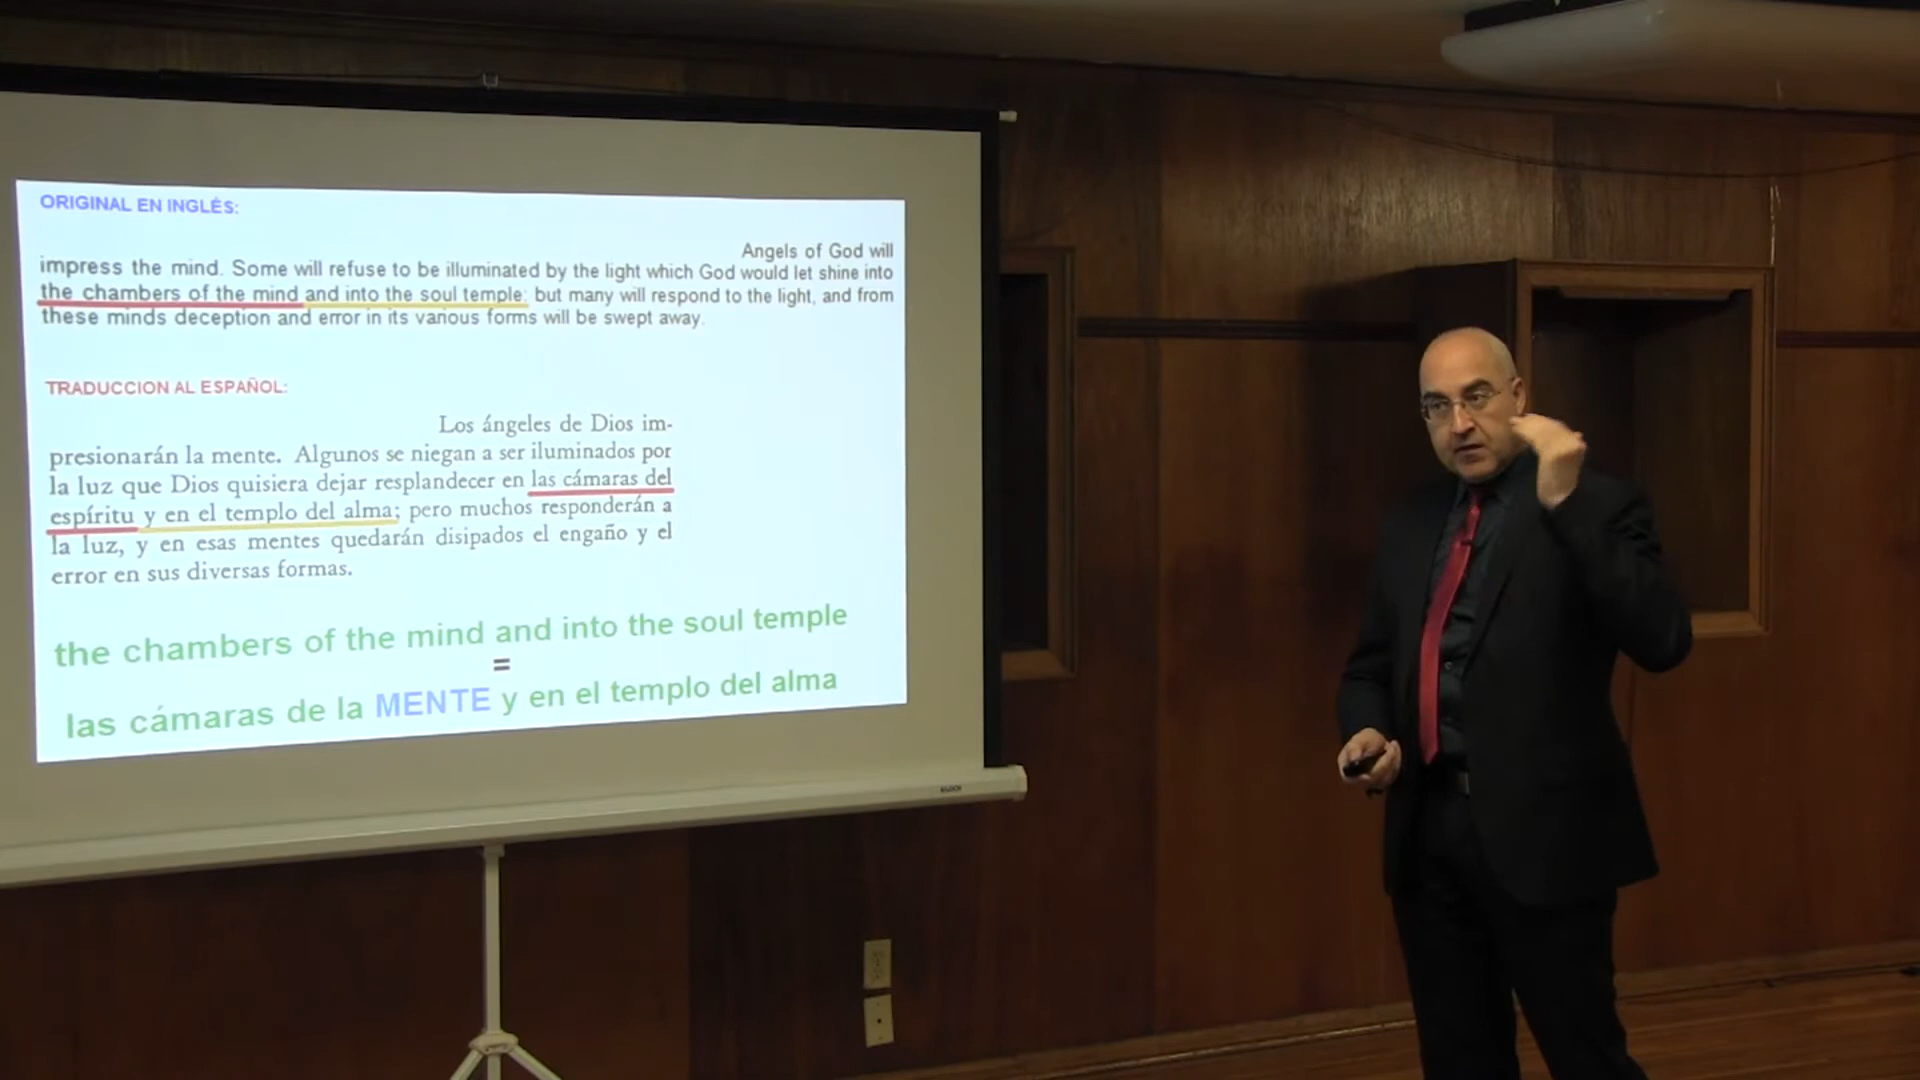 ORIGINAL EN INGLÉS:
Angels of God will
impress the mind. Some will refuse to be illuminated by the light which God would let shine into
the chambers of the mind and into the soul temple; but many will respond to the light, and from
these minds deception and error in its various forms will be swept away.
TRADUCCION AL ESPAÑOL:
Los ángeles de Dios im-
presionarán la mente. Algunos se niegan a ser iluminados por
la luz que Dios quisiera dejar resplandecer en las cámaras del
espíritu y en el templo del alma; pero muchos responderán a
la luz, y en esas mentes quedarán disipados el engaño y el
error en sus diversas formas.
the chambers of the mind and into the soul temple
=
las cámaras de la MENTE y en el templo del alma